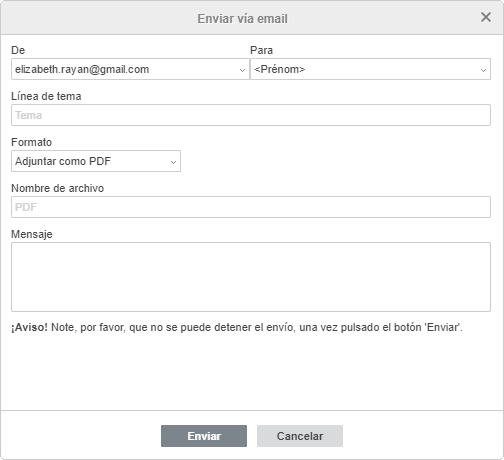 Enviar vía email
De
Para
elizabeth.rayan@gmail.com
<Prénom>
Línea de tema
Tema
Formato
Adjuntar como PDF
Nombre de archivo
PDF
Mensaje
¡Aviso! Note, por favor, que no se puede detener el envío, una vez pulsado el botón 'Enviar'.
Enviar
Cancelar